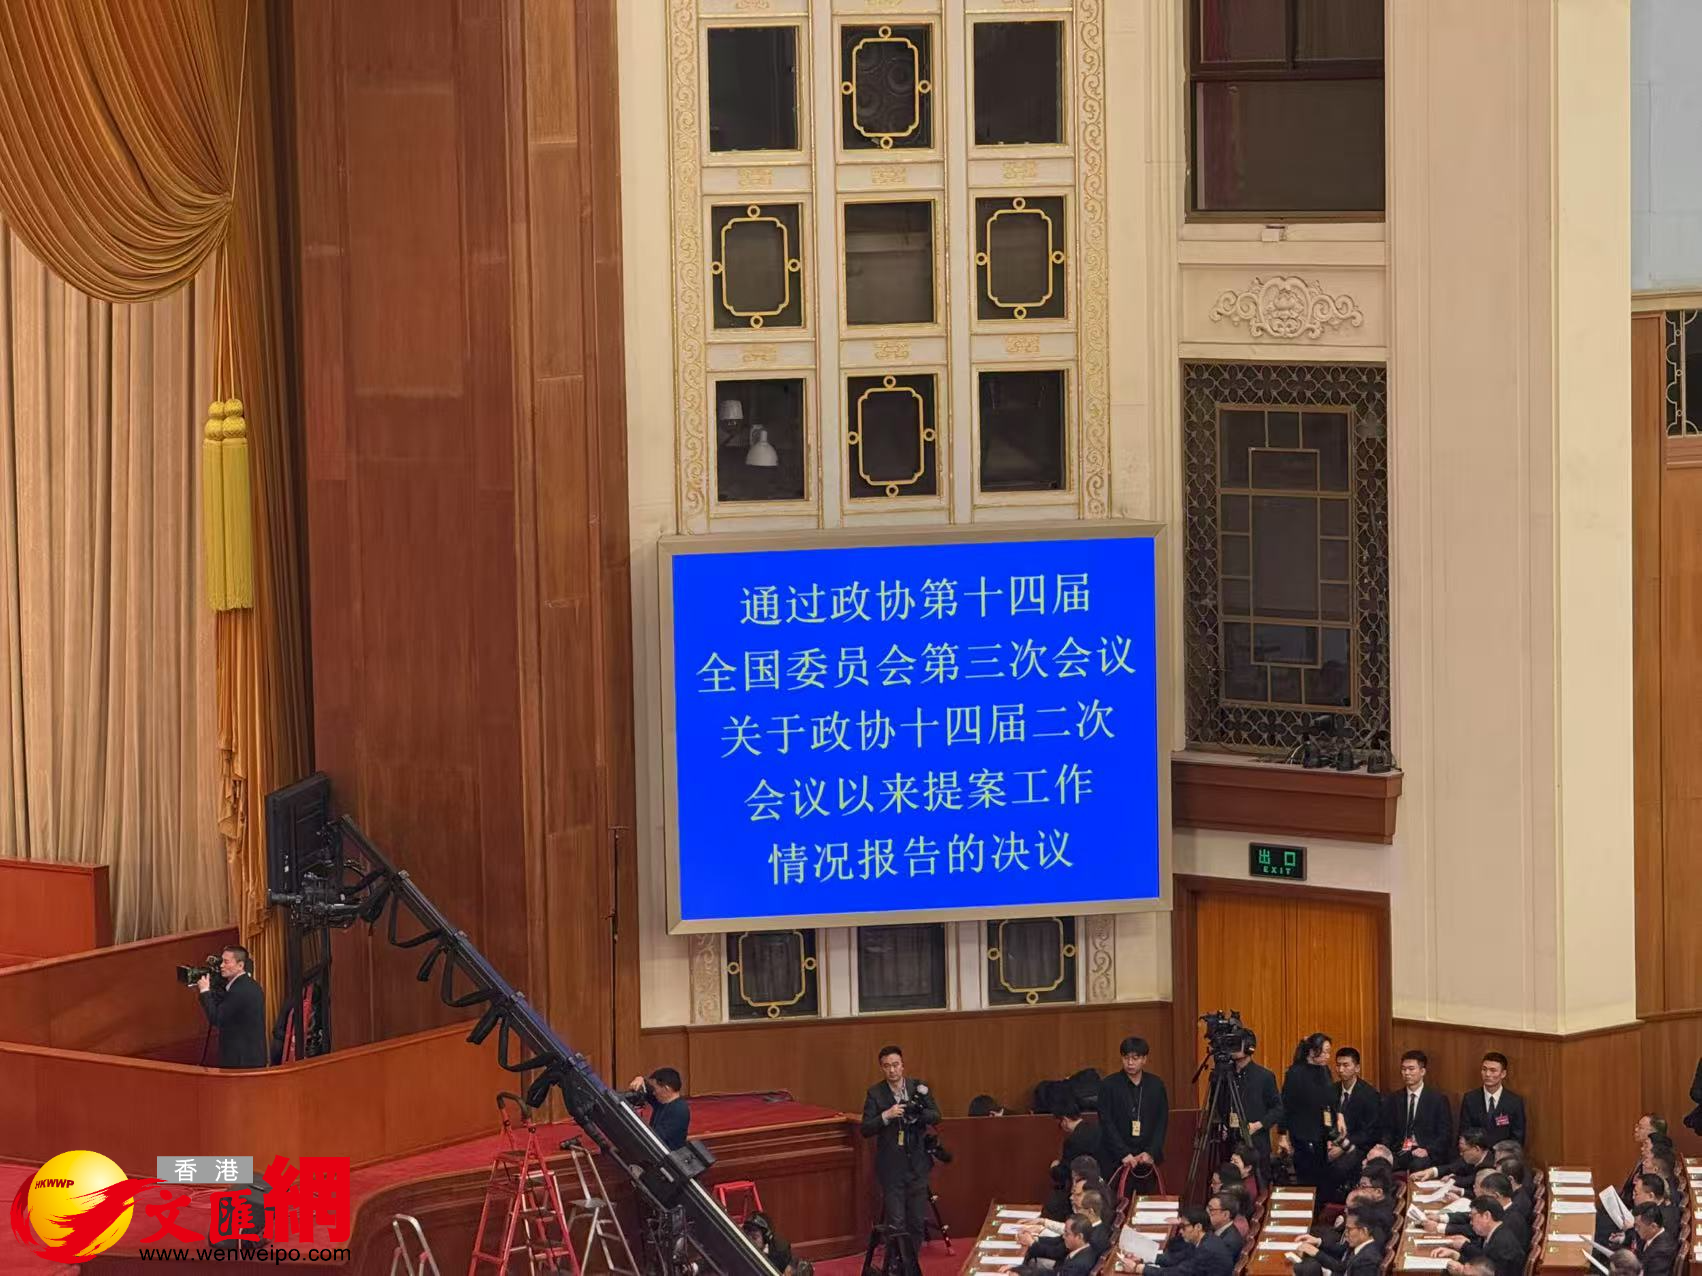 通过政协第十四届
全国委员会第三次会议
关于政协十四届二次
会议以来提案工作
情况报告的决议
出口
EXIT
香港
HKWWP
文匯網
www.wenweipo.com